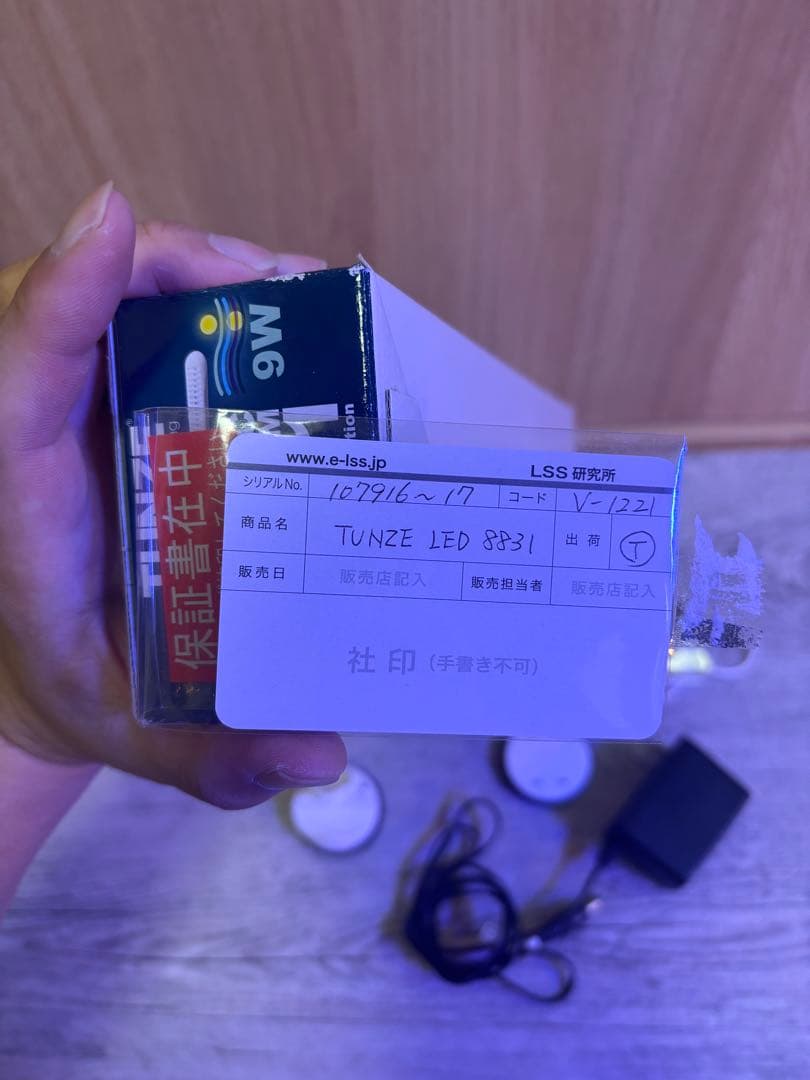 TUNZE
9W
保証書在中
www.e-lss.jp LSS 研究所
シリアルNo. 107916～17 コード V-1221
商品名 TUNZE LED 8831 出荷 T
販売日 販売店記入 販売担当者 販売店記入
社印（手書き不可）